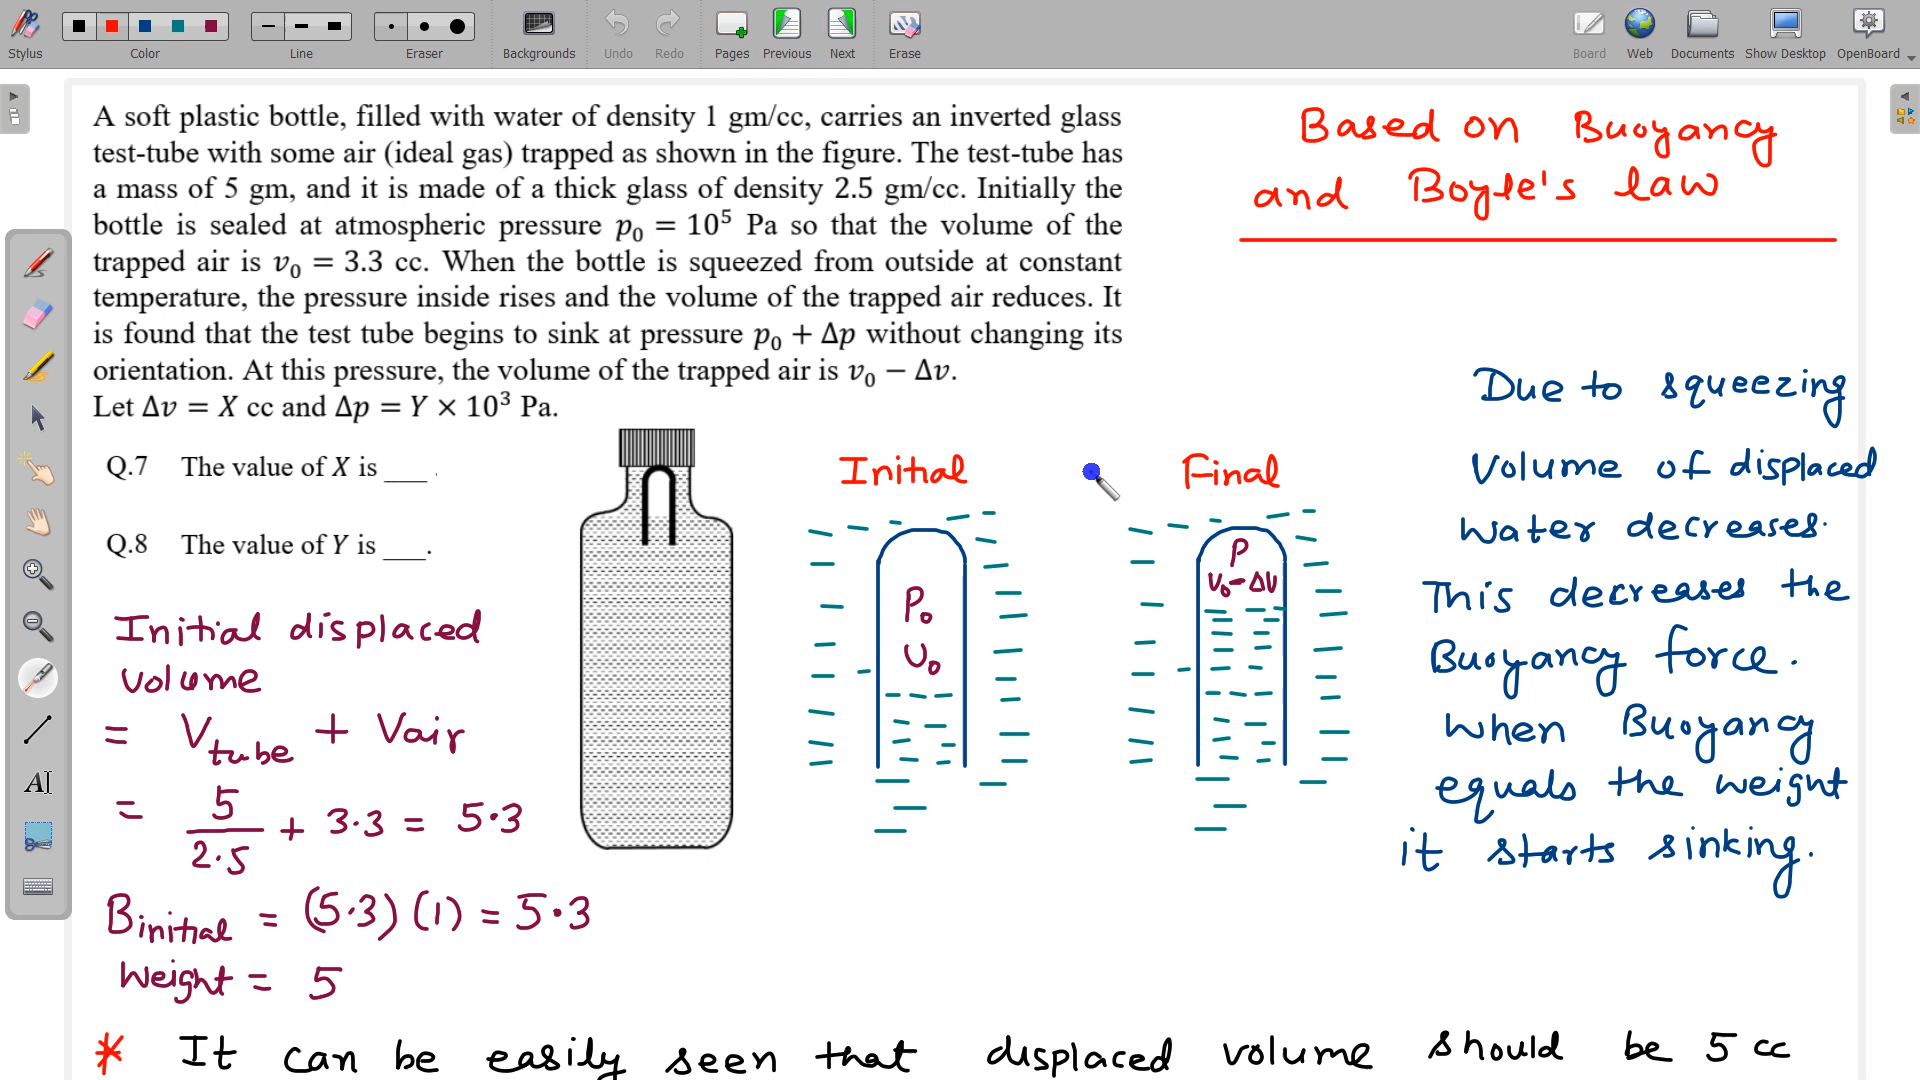 Stylus Color Line Eraser Backgrounds Undo Redo Pages Previous Next Erase Board Web Documents Show Desktop OpenBoard
A soft plastic bottle, filled with water of density 1 gm/cc, carries an inverted glass
test-tube with some air (ideal gas) trapped as shown in the figure. The test-tube has
a mass of 5 gm, and it is made of a thick glass of density 2.5 gm/cc. Initially the
bottle is sealed at atmospheric pressure p₀ = 10⁵ Pa so that the volume of the
trapped air is v₀ = 3.3 cc. When the bottle is squeezed from outside at constant
temperature, the pressure inside rises and the volume of the trapped air reduces. It
is found that the test tube begins to sink at pressure p₀ + Δp without changing its
orientation. At this pressure, the volume of the trapped air is v₀ − Δv.
Let Δv = X cc and Δp = Y × 10³ Pa.
Q.7 The value of X is ___ .
Q.8 The value of Y is ___.
Based on Buoyancy
and Boyle's law
Initial displaced
volume
= Vtube + Vair
= 5/2.5 + 3.3 = 5.3
Binitial = (5.3) (1) = 5.3
Weight = 5
Initial
P₀
V₀
Final
P
V₀-ΔV
Due to squeezing
Volume of displaced
water decreases.
This decreases the
Buoyancy force.
When Buoyancy
equals the weight
it starts sinking.
* It can be easily seen that displaced volume should be 5 cc
AI